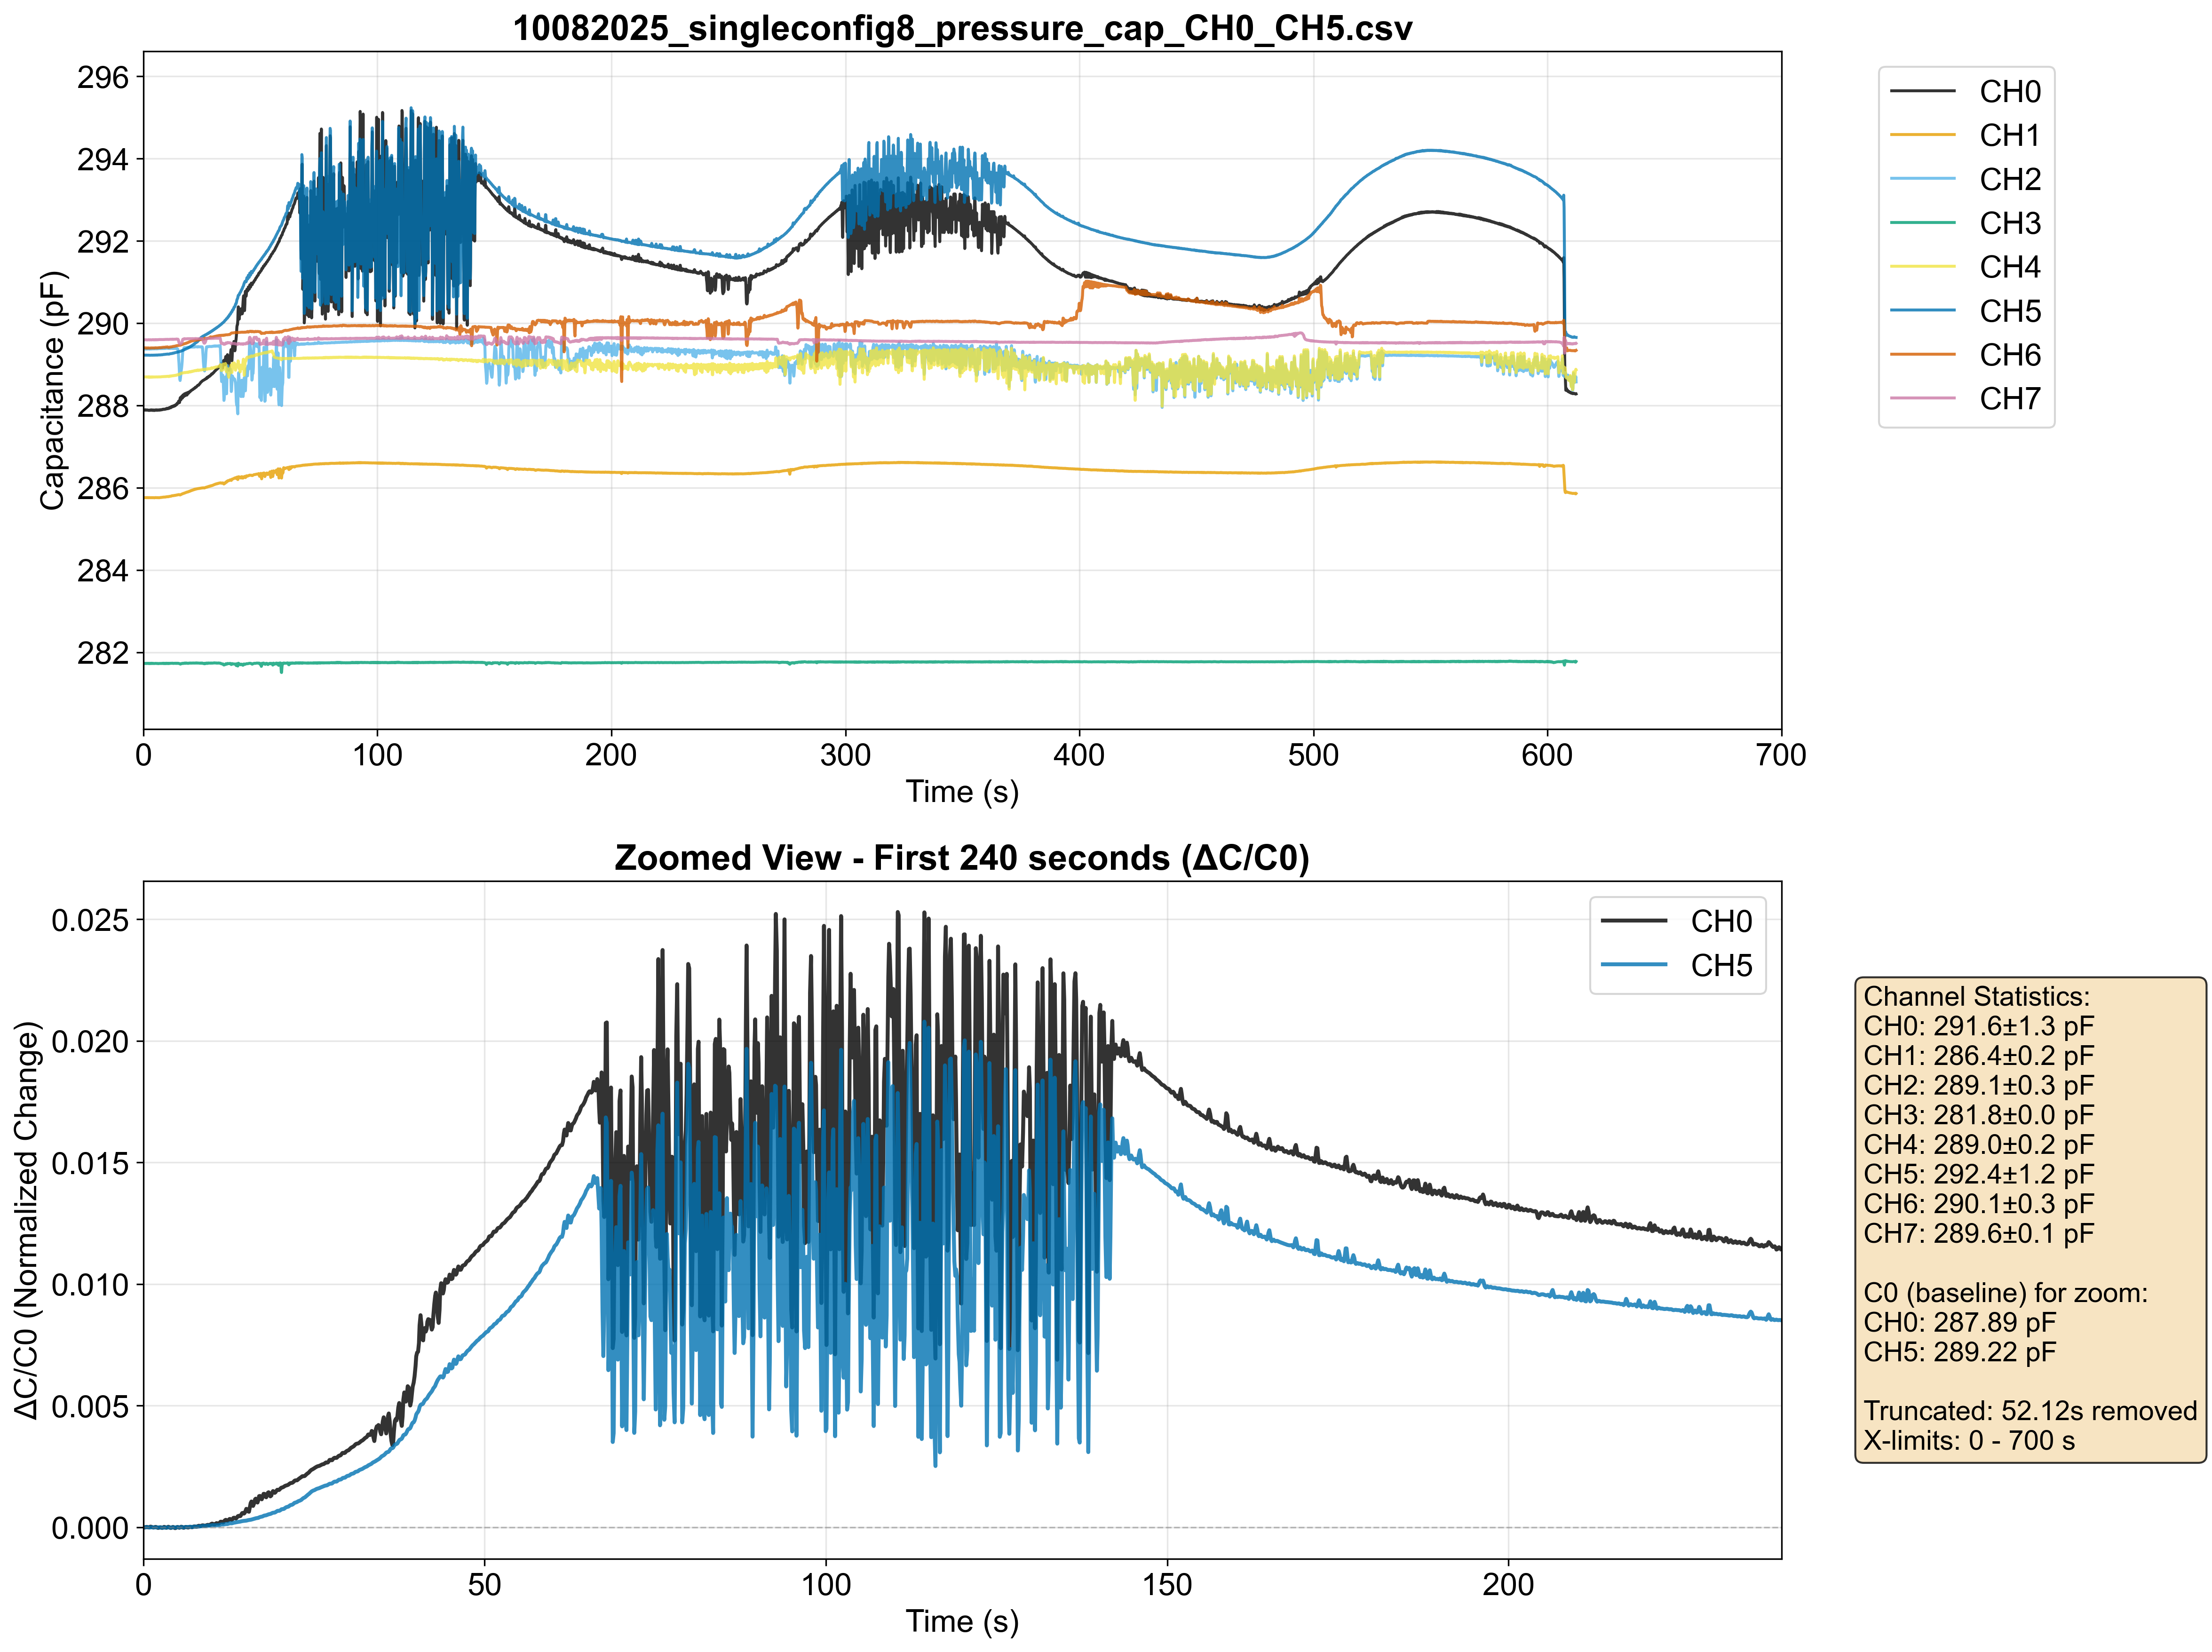 10082025_singleconfig8_pressure_cap_CH0_CH5.csv
296
294
292
290
288
286
284
282
Capacitance (pF)
0
100
200
300
400
500
600
700
Time (s)
CH0
CH1
CH2
CH3
CH4
CH5
CH6
CH7
Zoomed View - First 240 seconds (ΔC/C0)
0.025
0.020
0.015
0.010
0.005
0.000
ΔC/C0 (Normalized Change)
0
50
100
150
200
Time (s)
CH0
CH5
Channel Statistics:
CH0: 291.6±1.3 pF
CH1: 286.4±0.2 pF
CH2: 289.1±0.3 pF
CH3: 281.8±0.0 pF
CH4: 289.0±0.2 pF
CH5: 292.4±1.2 pF
CH6: 290.1±0.3 pF
CH7: 289.6±0.1 pF
C0 (baseline) for zoom:
CH0: 287.89 pF
CH5: 289.22 pF
Truncated: 52.12s removed
X-limits: 0 - 700 s